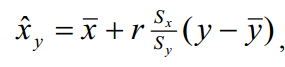 x̂_y = x̄ + r S_x/S_y (y − ȳ),